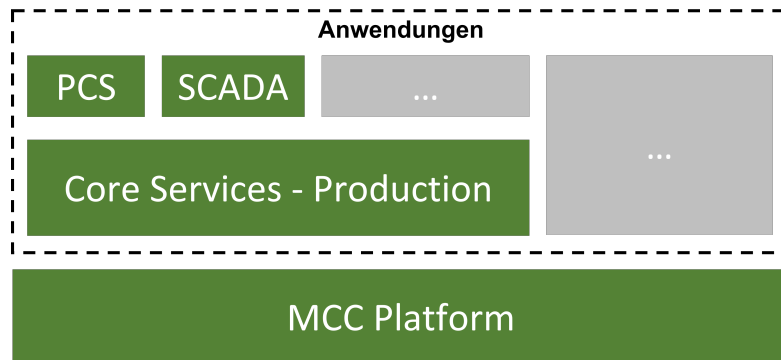 Anwendungen
PCS
SCADA
...
...
Core Services - Production
MCC Platform